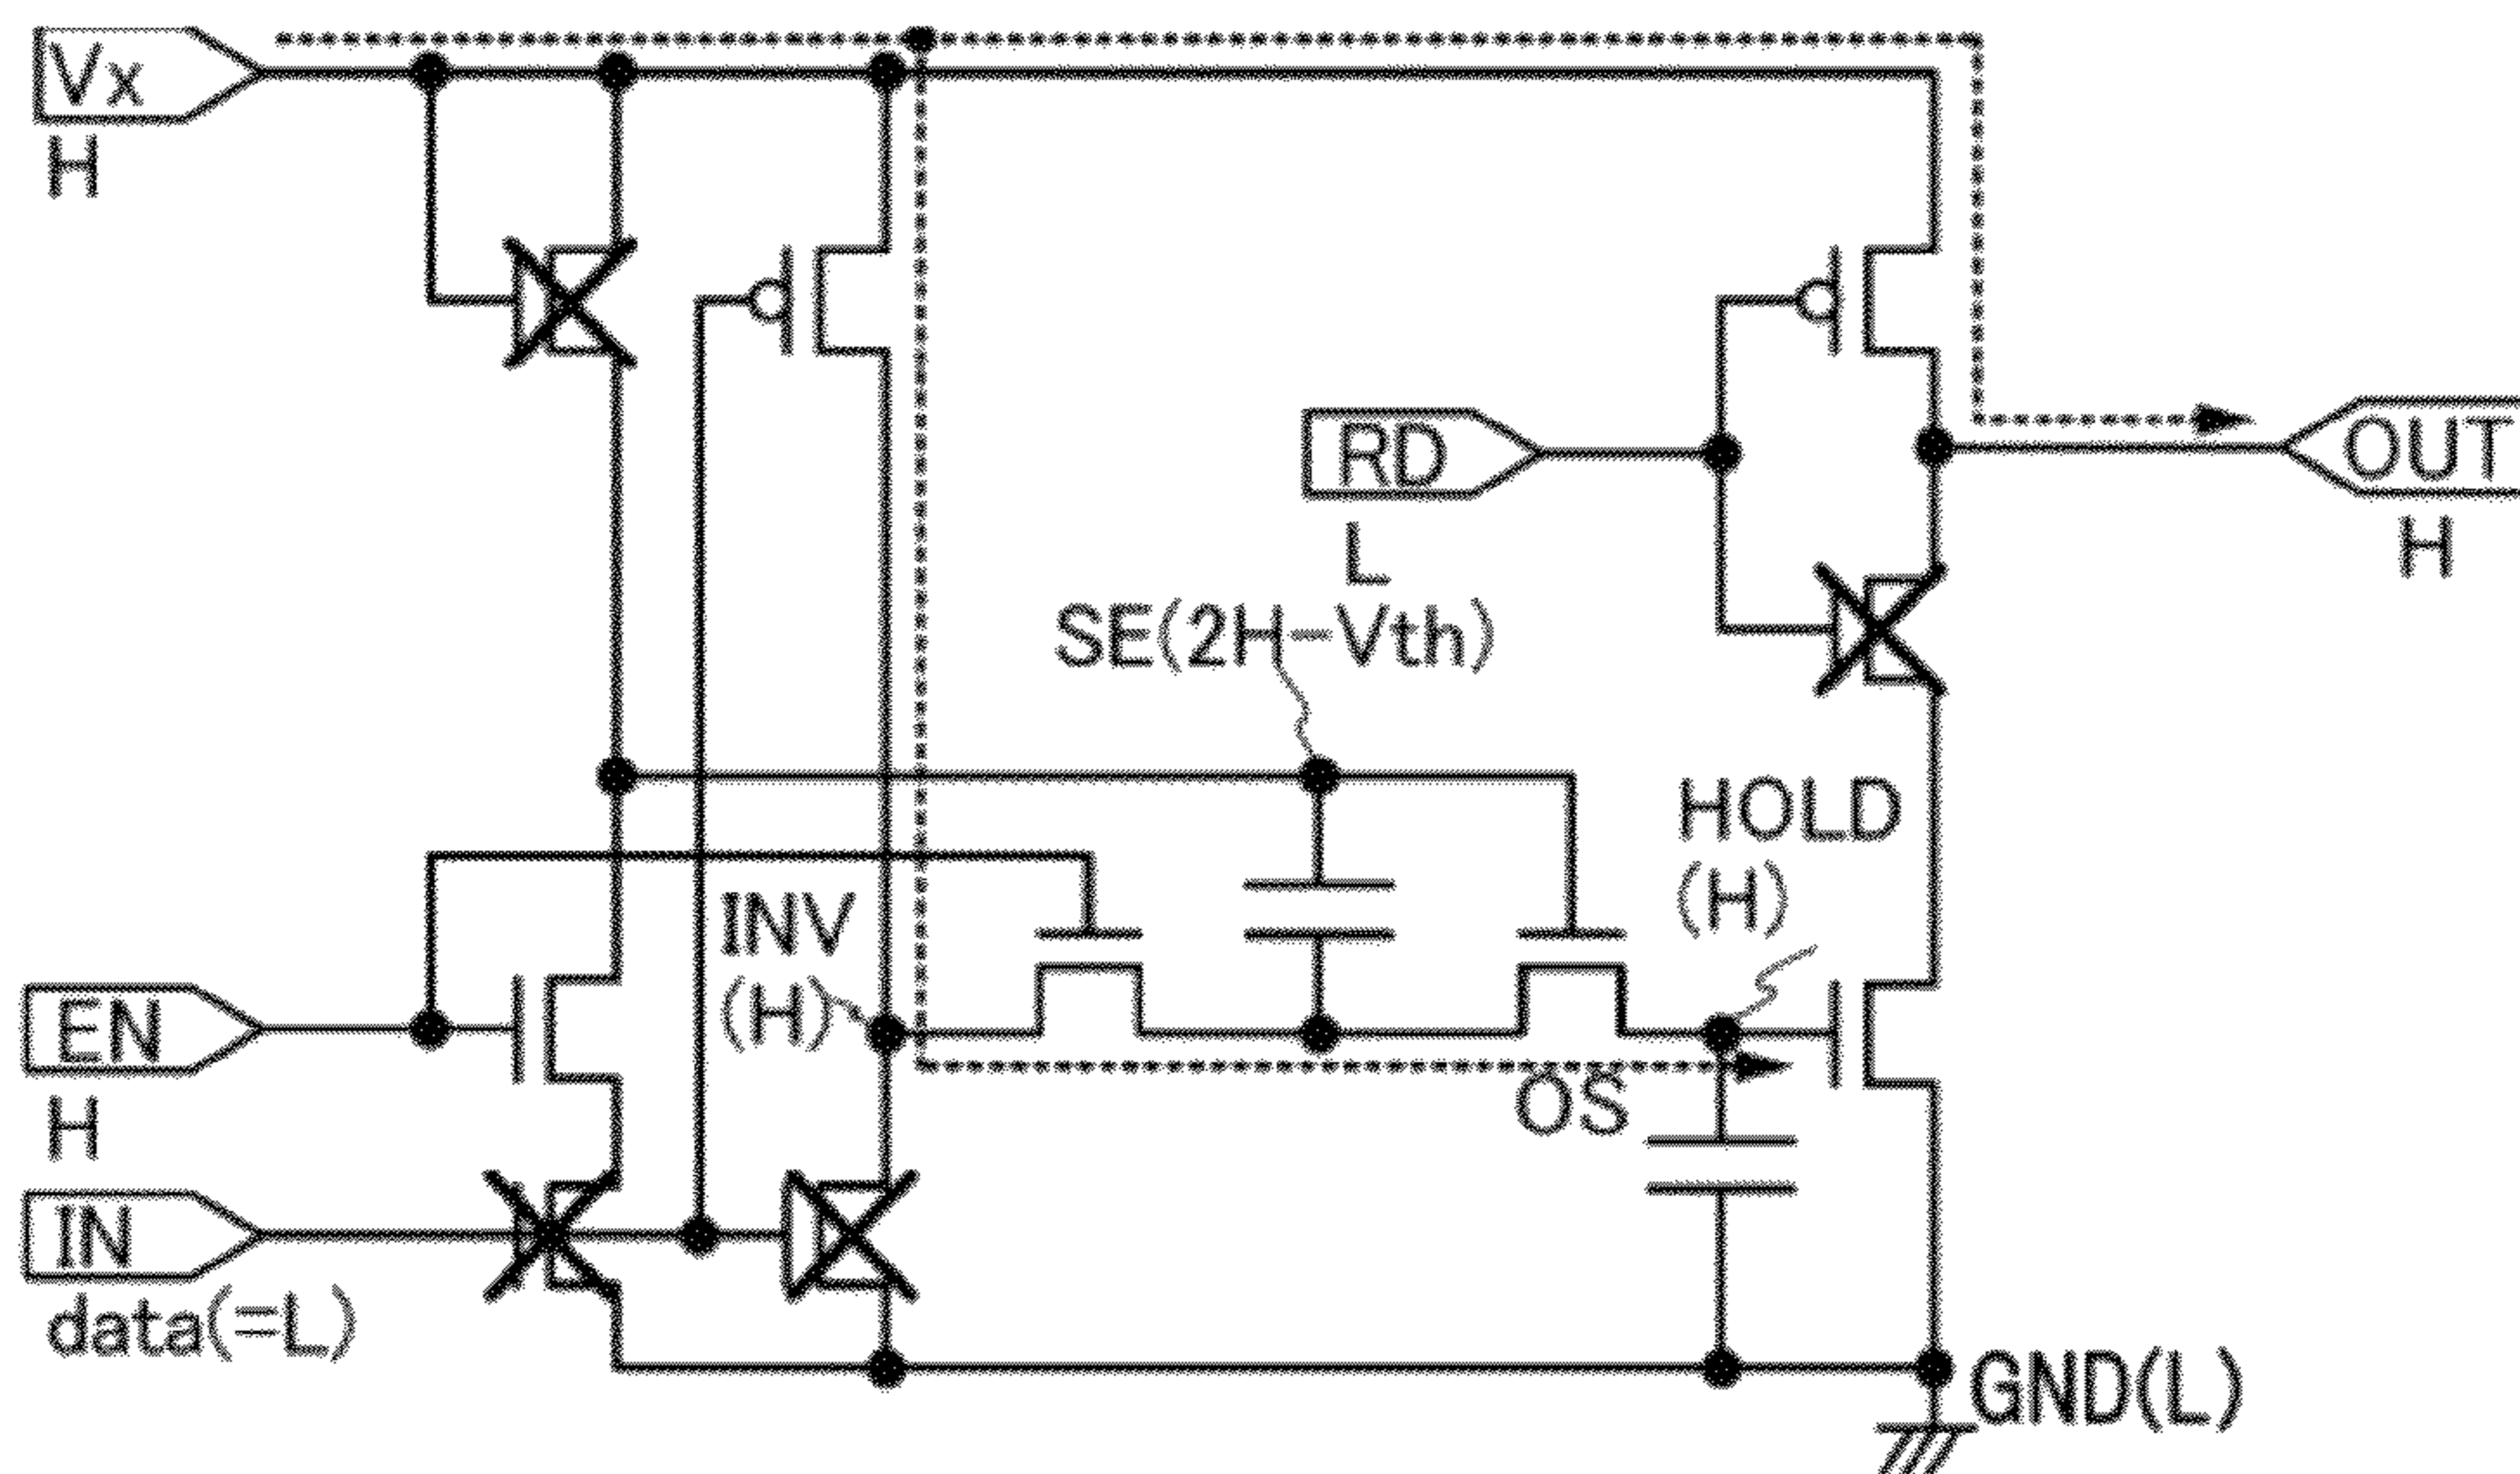 Vx
H
RD
L
OUT
H
SE(2H-Vth)
HOLD
(H)
INV
(H)
EN
H
OS
IN
data(=L)
GND(L)